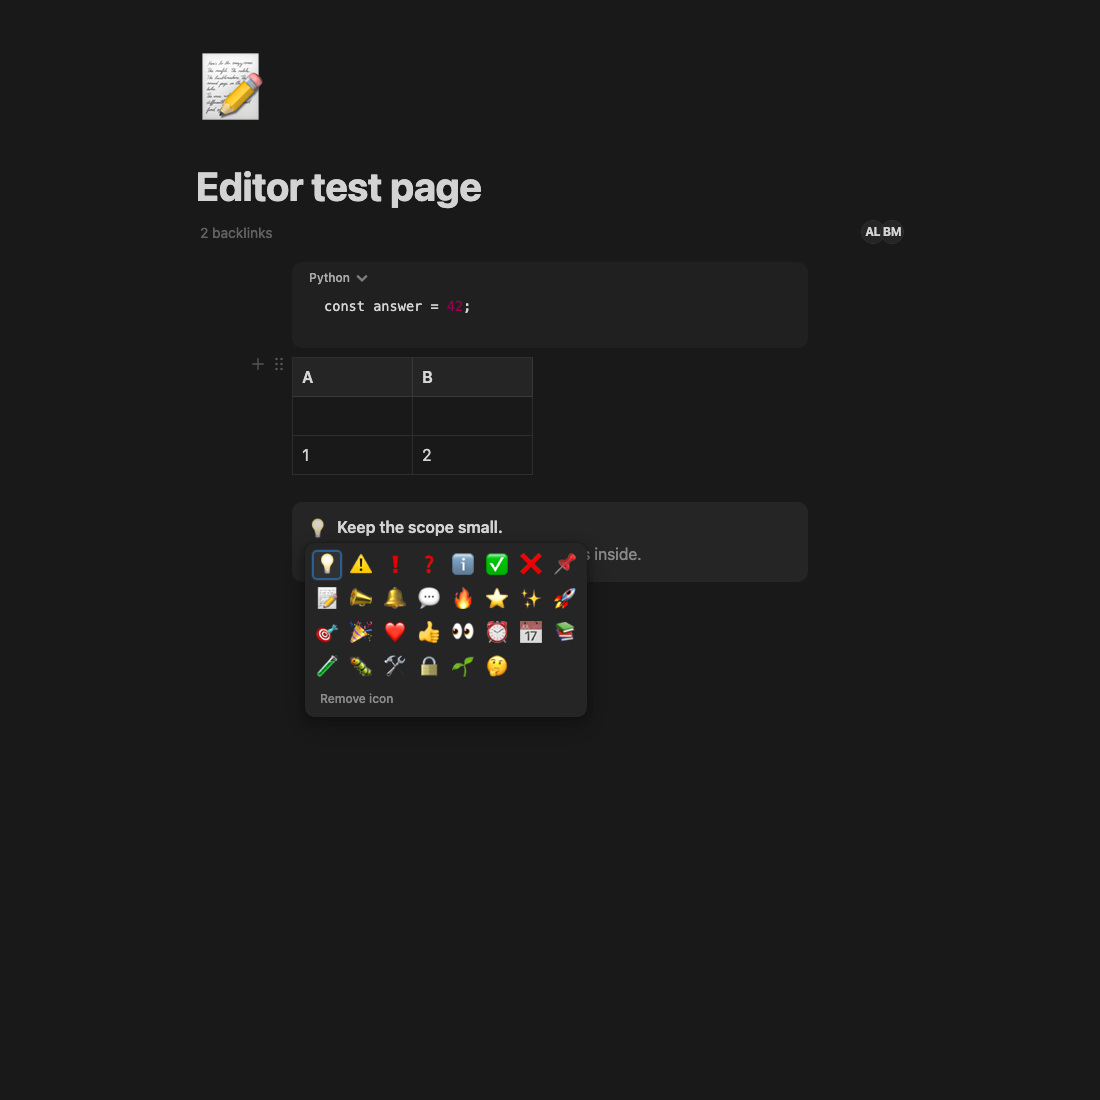 Editor test page
2 backlinks
AL BM
Python
const answer = 42;
A B
1 2
Keep the scope small.
inside.
17
Remove icon